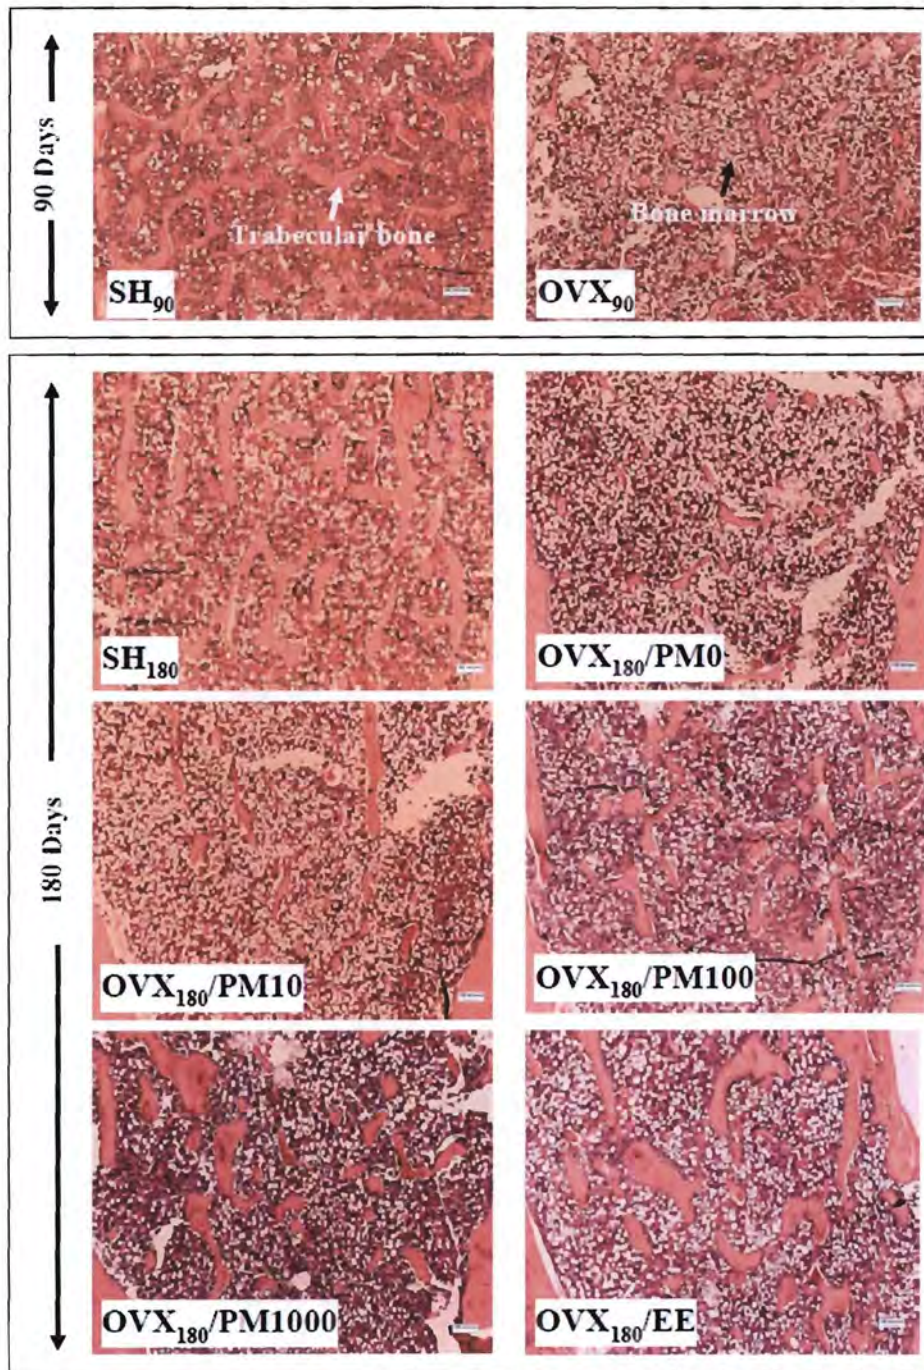 90 Days
Trabecular bone
SH90
Bone marrow
OVX90
180 Days
SH180
OVX180/PM0
OVX180/PM10
OVX180/PM100
OVX180/PM1000
OVX180/EE